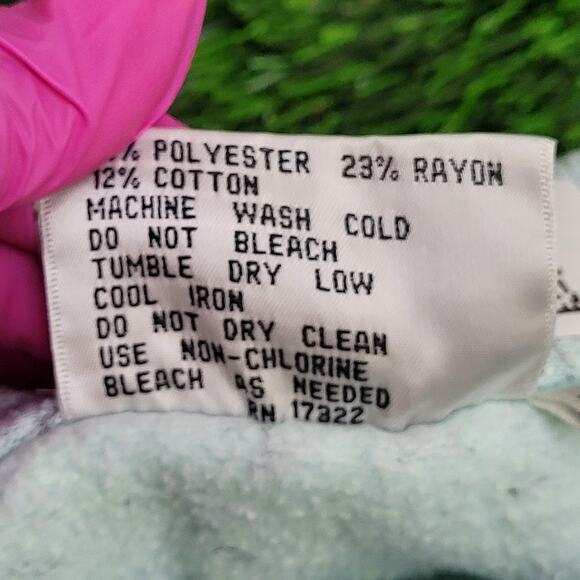 % POLYESTER 23% RAYON
12% COTTON
MACHINE WASH COLD
DO NOT BLEACH
TUMBLE DRY LOW
COOL IRON
DO NOT DRY CLEAN
USE NON-CHLORINE
BLEACH AS NEEDED
RN 17322